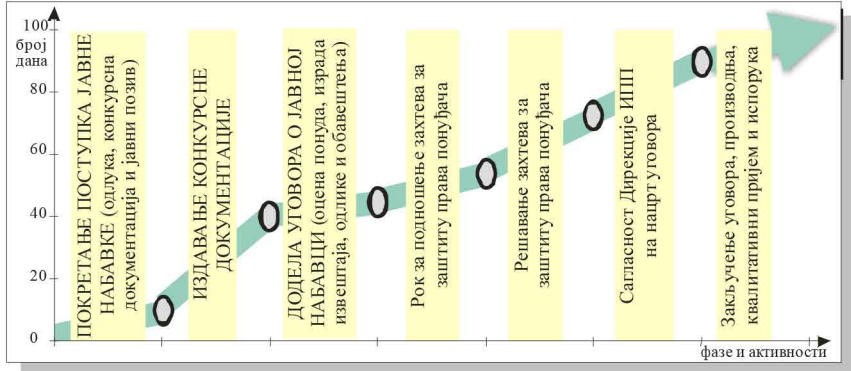 100
број
дана
80
60
40
20
0
ПОКРЕТАЊЕ ПОСТУПКА ЈАВНЕ
НАБАВКЕ (одлука, конкурсна
документација и јавни позив)
ИЗДАВАЊЕ КОНКУРСНЕ
ДОКУМЕНТАЦИЈЕ
ДОДЕЛА УГОВОРА О ЈАВНОЈ
НАБАВЦИ (оцена понуда, израда
извештаја, одлике и обавештења)
Рок за подношење захтева за
заштиту права понуђача
Решавање захтева за
заштиту права понуђача
Сагласност Дирекције ИПП
на нацрт уговора
Закључење уговора, производња,
квалитативни пријем и испорука
фазе и активности